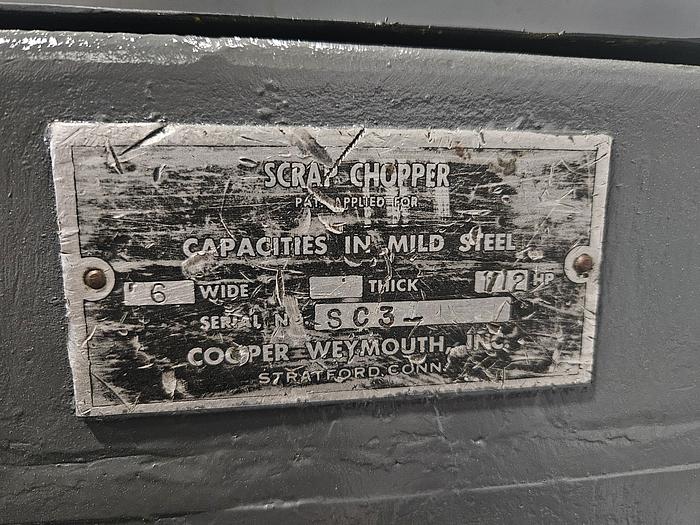 SCRAP CHOPPER
PAT. APPLIED FOR
CAPACITIES IN MILD STEEL
6 WIDE THICK 1/2 HP
SERIAL NO SC3-
COOPER WEYMOUTH, INC.
STRATFORD, CONN.